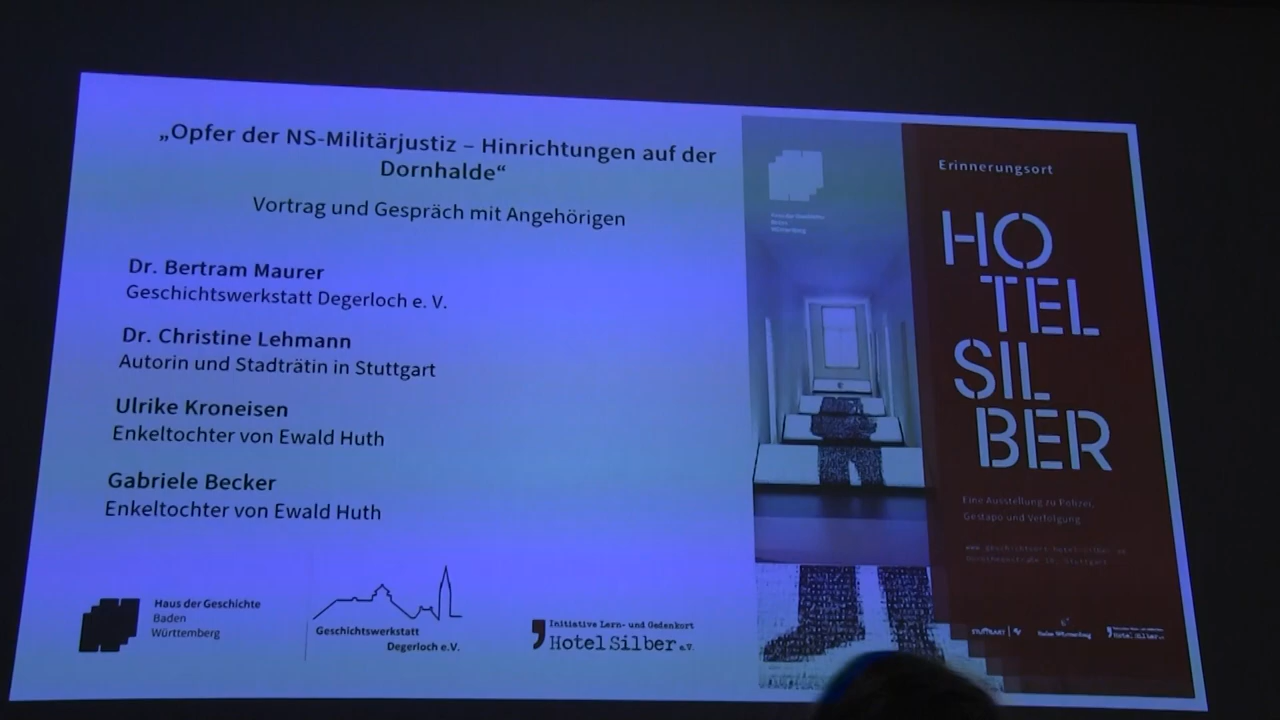 „Opfer der NS-Militärjustiz – Hinrichtungen auf der
Dornhalde“
Vortrag und Gespräch mit Angehörigen
Dr. Bertram Maurer
Geschichtswerkstatt Degerloch e. V.
Dr. Christine Lehmann
Autorin und Stadträtin in Stuttgart
Ulrike Kroneisen
Enkeltochter von Ewald Huth
Gabriele Becker
Enkeltochter von Ewald Huth
Haus der Geschichte
Baden
Württemberg
Geschichtswerkstatt
Degerloch e.V.
Initiative Lern- und Gedenkort
Hotel Silber e.V.
Erinnerungsort
HO
TEL
SIL
BER
Eine Ausstellung zu Polizei,
Gestapo und Verfolgung
STUTTGART
Hotel Silber